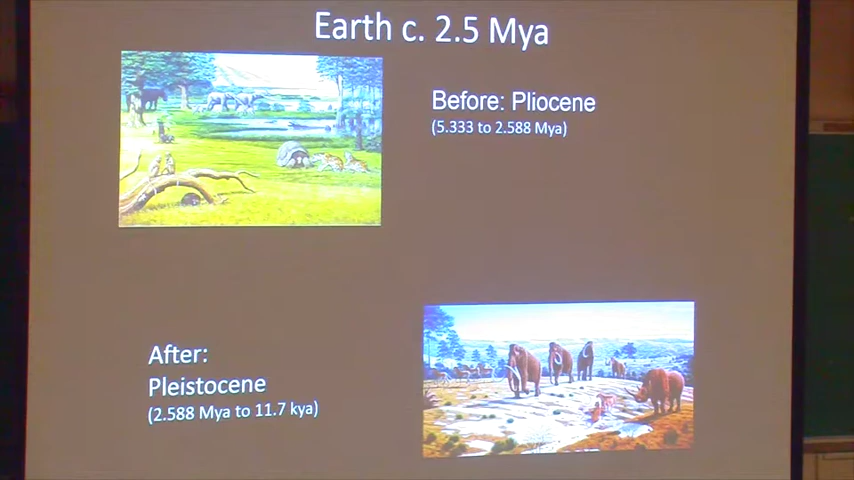 Earth c. 2.5 Mya
Before: Pliocene
(5.333 to 2.588 Mya)
After:
Pleistocene
(2.588 Mya to 11.7 kya)